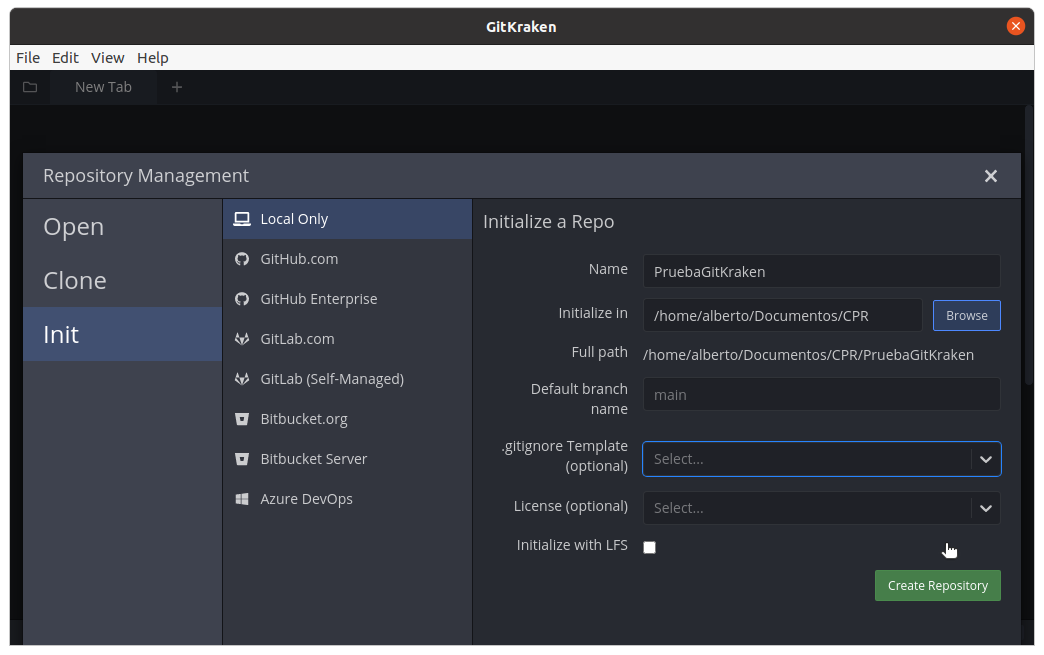 GitKraken
File Edit View Help
New Tab
Repository Management
Open
Clone
Init
Local Only
GitHub.com
GitHub Enterprise
GitLab.com
GitLab (Self-Managed)
Bitbucket.org
Bitbucket Server
Azure DevOps
Initialize a Repo
Name PruebaGitKraken
Initialize in /home/alberto/Documentos/CPR Browse
Full path /home/alberto/Documentos/CPR/PruebaGitKraken
Default branch
name
main
.gitignore Template
(optional)
Select...
License (optional) Select...
Initialize with LFS
Create Repository